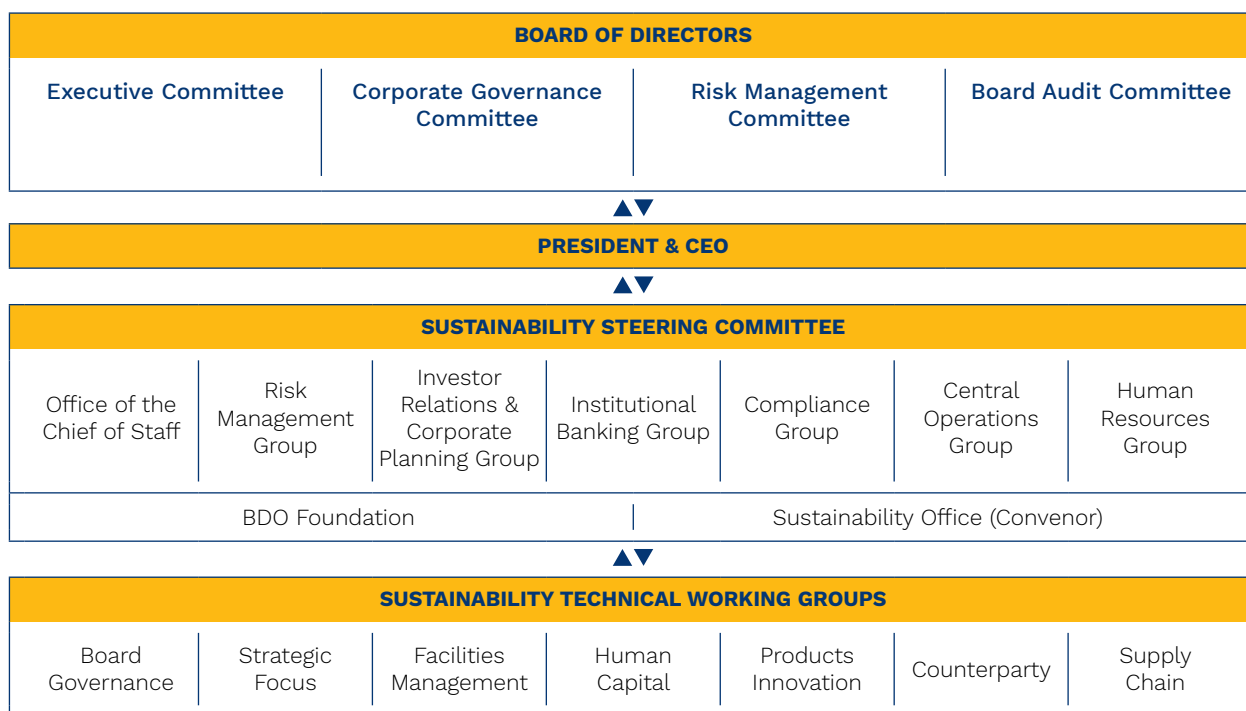 BOARD OF DIRECTORS
Executive Committee
Corporate Governance
Committee
Risk Management
Committee
Board Audit Committee
PRESIDENT & CEO
SUSTAINABILITY STEERING COMMITTEE
Office of the
Chief of Staff
Risk
Management
Group
Investor
Relations &
Corporate
Planning Group
Institutional
Banking Group
Compliance
Group
Central
Operations
Group
Human
Resources
Group
BDO Foundation
Sustainability Office (Convenor)
SUSTAINABILITY TECHNICAL WORKING GROUPS
Board
Governance
Strategic
Focus
Facilities
Management
Human
Capital
Products
Innovation
Counterparty
Supply
Chain